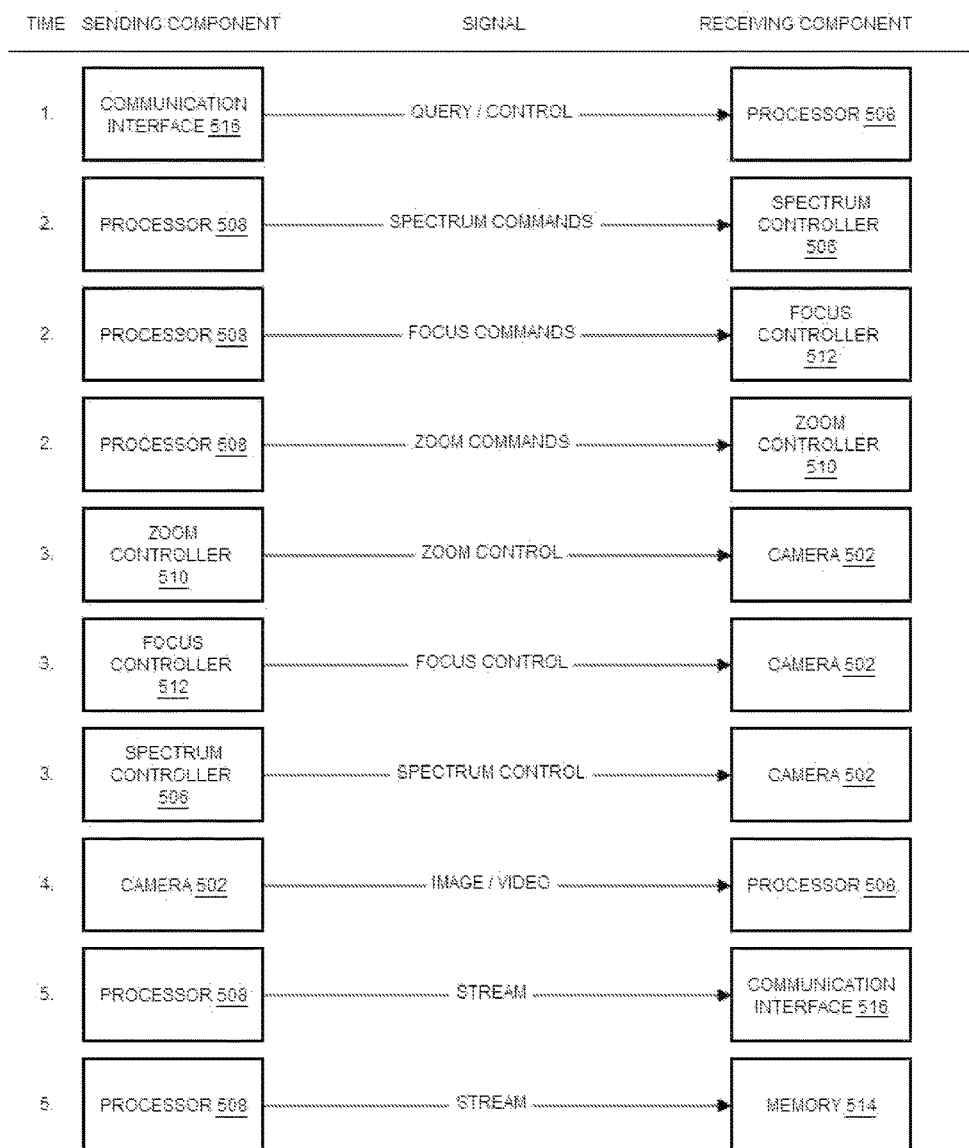 TIME SENDING COMPONENT SIGNAL RECEIVING COMPONENT
1. COMMUNICATION INTERFACE 516 QUERY / CONTROL PROCESSOR 508
2. PROCESSOR 508 SPECTRUM COMMANDS SPECTRUM CONTROLLER 506
2. PROCESSOR 508 FOCUS COMMANDS FOCUS CONTROLLER 512
2. PROCESSOR 508 ZOOM COMMANDS ZOOM CONTROLLER 510
3. ZOOM CONTROLLER 510 ZOOM CONTROL CAMERA 502
3. FOCUS CONTROLLER 512 FOCUS CONTROL CAMERA 502
3. SPECTRUM CONTROLLER 506 SPECTRUM CONTROL CAMERA 502
4. CAMERA 502 IMAGE / VIDEO PROCESSOR 508
5. PROCESSOR 508 STREAM COMMUNICATION INTERFACE 516
5. PROCESSOR 508 STREAM MEMORY 514